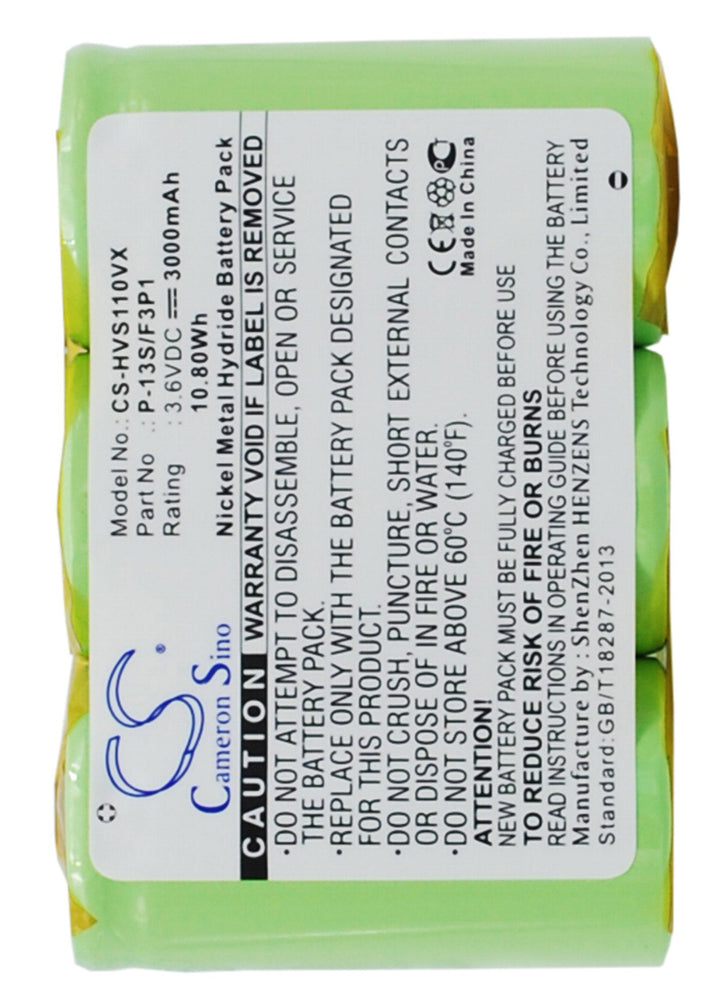 CS
Cameron Sino
Model No.: CS-HVS110VX
Part No : P-13S/F3P1
Rating : 3.6VDC ⎓ 3000mAh
10.80Wh
Nickel Metal Hydride Battery Pack
CAUTION WARRANTY VOID IF LABEL IS REMOVED
•DO NOT ATTEMPT TO DISASSEMBLE, OPEN OR SERVICE
THE BATTERY PACK.
•REPLACE ONLY WITH THE BATTERY PACK DESIGNATED
FOR THIS PRODUCT.
•DO NOT CRUSH, PUNCTURE, SHORT EXTERNAL CONTACTS
OR DISPOSE OF IN FIRE OR WATER.
•DO NOT STORE ABOVE 60°C (140°F).
CE
Made In China
ATTENTION!
NEW BATTERY PACK MUST BE FULLY CHARGED BEFORE USE
TO REDUCE RISK OF FIRE OR BURNS
READ INSTRUCTIONS IN OPERATING GUIDE BEFORE USING THE BATTERY
Manufacture by : ShenZhen HENZENS Technology Co., Limited
Standard:GB/T18287-2013